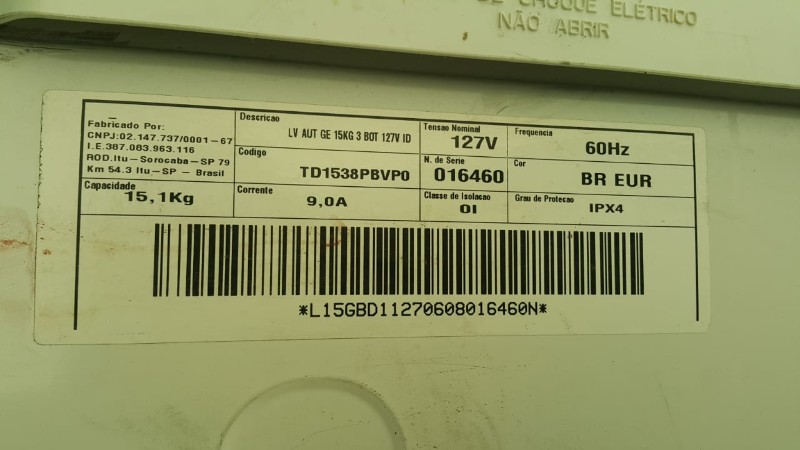 DE CHOQUE ELÉTRICO
NÃO ABRIR
Fabricado Por:
CNPJ:02.147.737/0001-67
I.E.387.083.963.116
ROD.Itu-Sorocaba-SP 79
Km 54.3 Itu-SP - Brasil
Descricao
LV AUT GE 15KG 3 BOT 127V ID
Tensao Nominal
127V
Frequencia
60Hz
Codigo
TD1538PBVP0
N. de Serie
016460
Cor
BR EUR
Capacidade
15,1Kg
Corrente
9,0A
Classe de Isolacao
OI
Grau de Protecao
IPX4
*L15GBD11270608016460N*